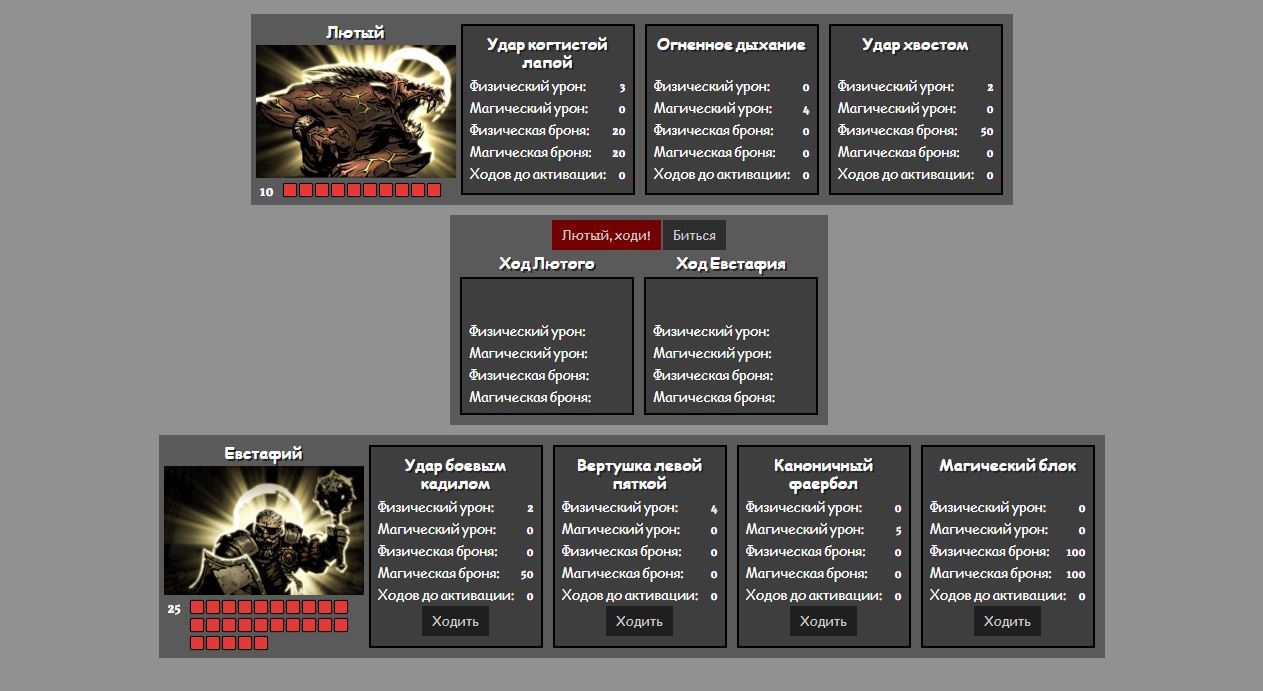 Лютый
10
Удар когтистой
лапой
Физический урон: 3
Магический урон: 0
Физическая броня: 20
Магическая броня: 20
Ходов до активации: 0
Огненное дыхание
Физический урон: 0
Магический урон: 4
Физическая броня: 0
Магическая броня: 0
Ходов до активации: 0
Удар хвостом
Физический урон: 2
Магический урон: 0
Физическая броня: 50
Магическая броня: 0
Ходов до активации: 0
Лютый, ходи!
Биться
Ход Лютого
Физический урон:
Магический урон:
Физическая броня:
Магическая броня:
Ход Евстафия
Физический урон:
Магический урон:
Физическая броня:
Магическая броня:
Евстафий
25
Удар боевым
кадилом
Физический урон: 2
Магический урон: 0
Физическая броня: 0
Магическая броня: 50
Ходов до активации: 0
Ходить
Вертушка левой
пяткой
Физический урон: 4
Магический урон: 0
Физическая броня: 0
Магическая броня: 0
Ходов до активации: 0
Ходить
Каноничный
фаербол
Физический урон: 0
Магический урон: 5
Физическая броня: 0
Магическая броня: 0
Ходов до активации: 0
Ходить
Магический блок
Физический урон: 0
Магический урон: 0
Физическая броня: 100
Магическая броня: 100
Ходов до активации: 0
Ходить